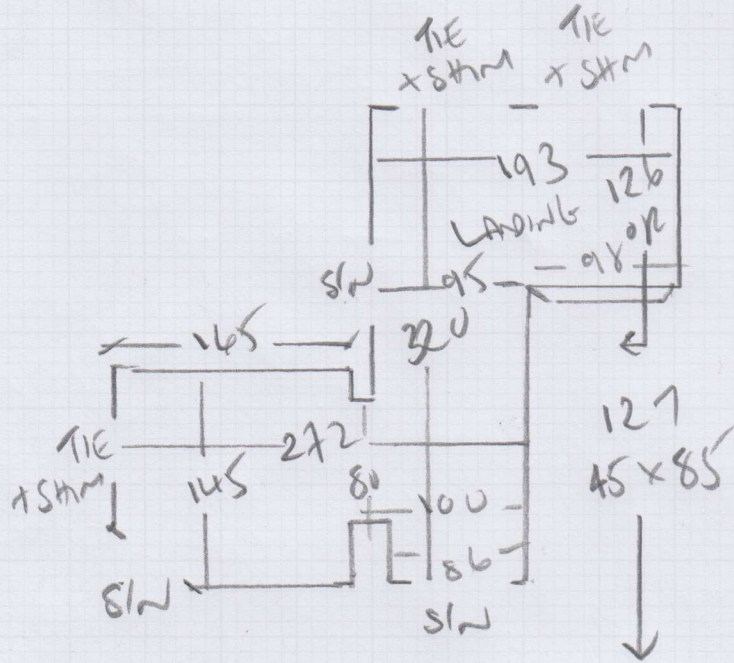 TIE TIE
+ SHIM + SHIM
193
126
LANDING
S/N 95 98
145 320
127
TIE 272
+ SHIM 145 80 45 x 85
100
86
S/N
S/N